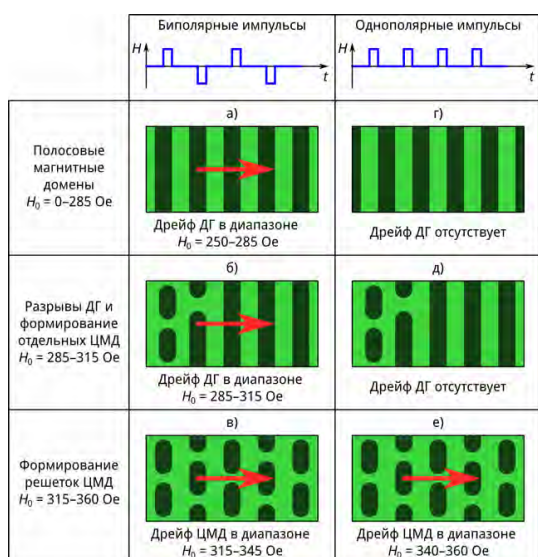 Биполярные импульсы
Однополярные импульсы
H
t
H
t
Полосовые
магнитные
домены
H₀ = 0–285 Oe
а)
Дрейф ДГ в диапазоне
H₀ = 250–285 Oe
г)
Дрейф ДГ отсутствует
Разрывы ДГ и
формирование
отдельных ЦМД
H₀ = 285–315 Oe
б)
Дрейф ДГ в диапазоне
H₀ = 285–315 Oe
д)
Дрейф ДГ отсутствует
Формирование
решеток ЦМД
H₀ = 315–360 Oe
в)
Дрейф ЦМД в диапазоне
H₀ = 315–345 Oe
е)
Дрейф ЦМД в диапазоне
H₀ = 340–360 Oe